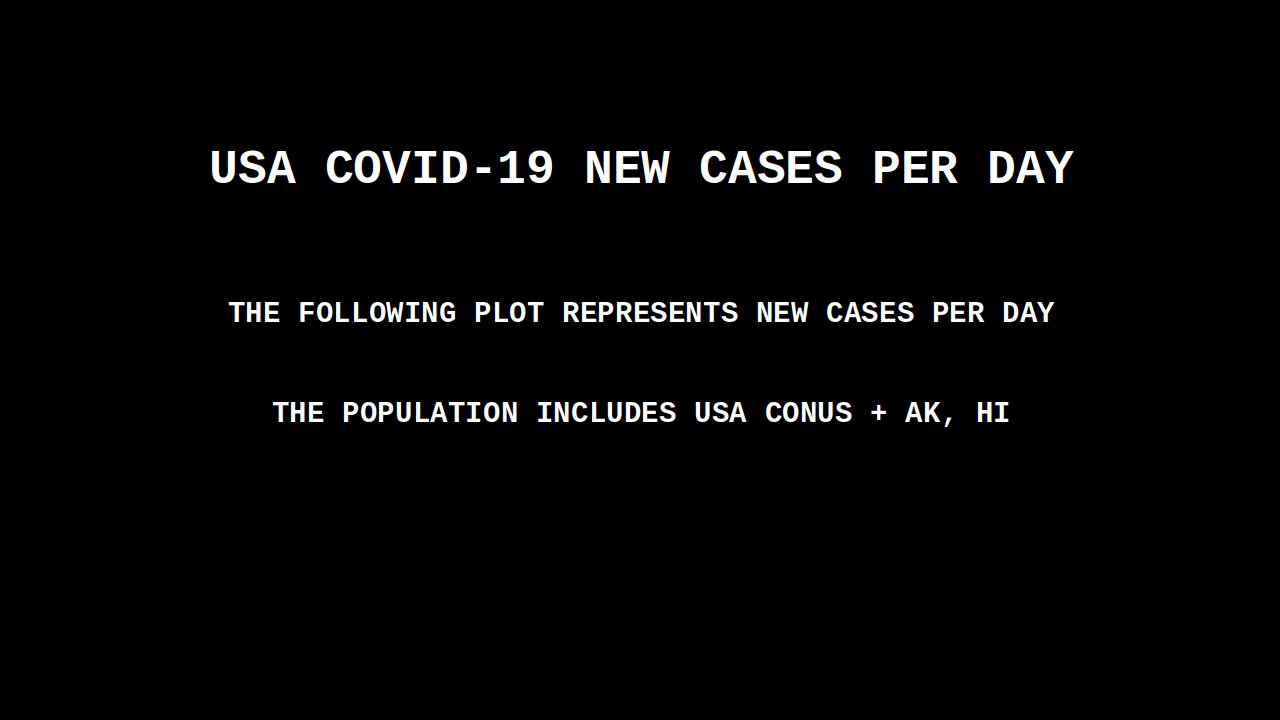 USA COVID-19 NEW CASES PER DAY
THE FOLLOWING PLOT REPRESENTS NEW CASES PER DAY
THE POPULATION INCLUDES USA CONUS + AK, HI